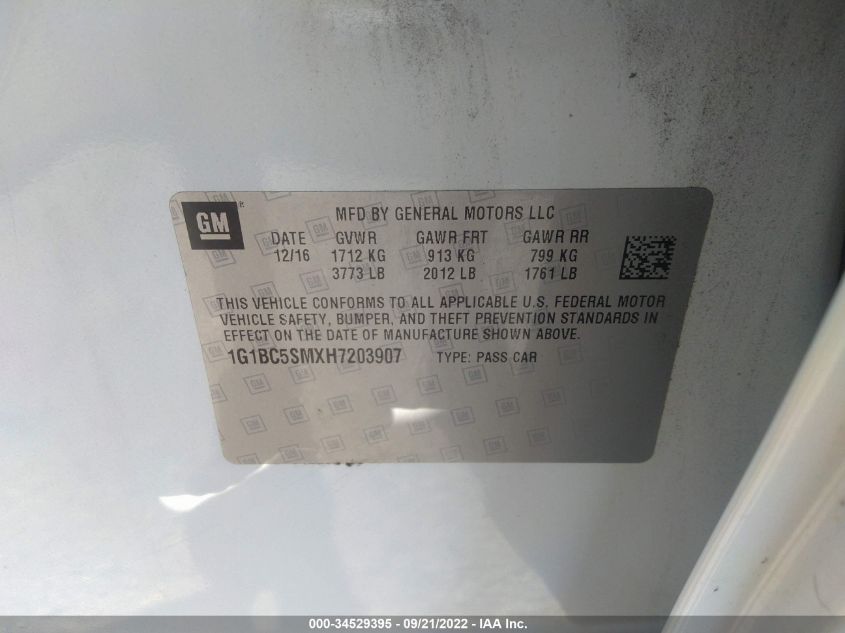 GM
MFD BY GENERAL MOTORS LLC
DATE GVWR GAWR FRT GAWR RR
12/16 1712 KG 913 KG 799 KG
3773 LB 2012 LB 1761 LB
THIS VEHICLE CONFORMS TO ALL APPLICABLE U.S. FEDERAL MOTOR
VEHICLE SAFETY, BUMPER, AND THEFT PREVENTION STANDARDS IN
EFFECT ON THE DATE OF MANUFACTURE SHOWN ABOVE.
1G1BC5SMXH7203907 TYPE: PASS CAR
000-34529395 - 09/21/2022 - IAA Inc.